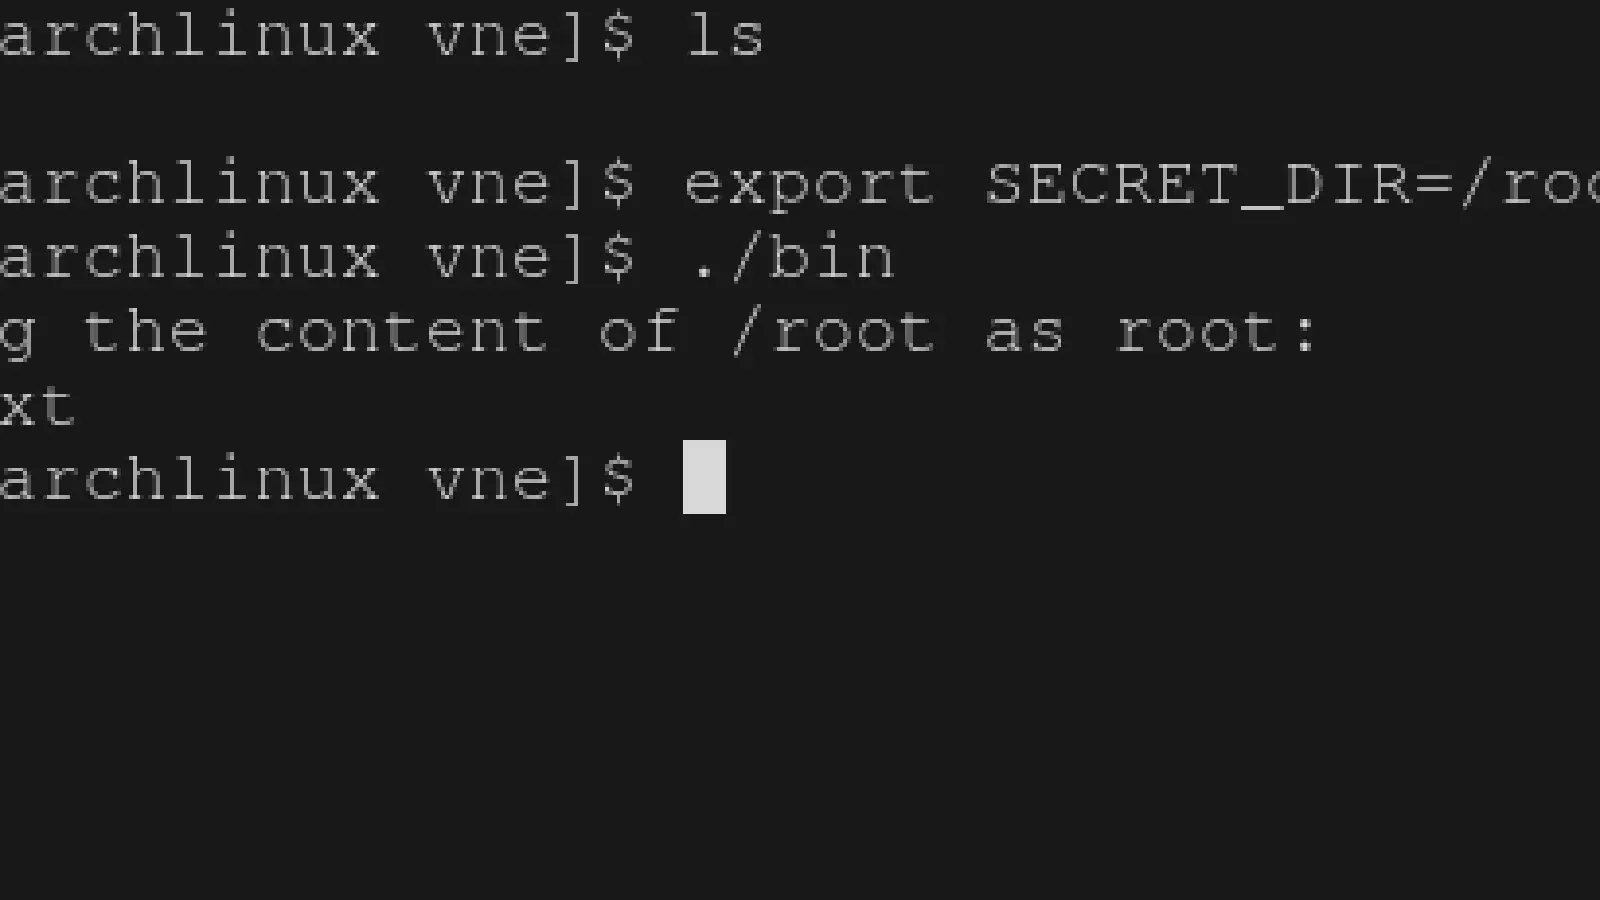 archlinux vne]$ ls
archlinux vne]$ export SECRET_DIR=/roo
archlinux vne]$ ./bin
g the content of /root as root:
xt
archlinux vne]$